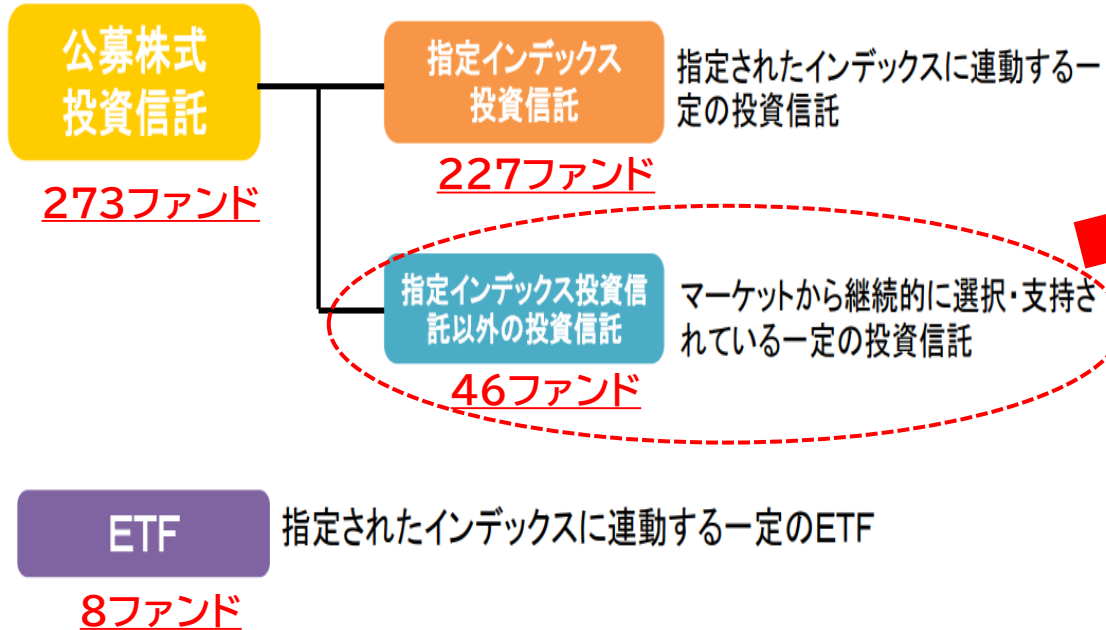 公募株式
投資信託
273ファンド
指定インデックス
投資信託
227ファンド
指定されたインデックスに連動する一
定の投資信託
指定インデックス投資信
託以外の投資信託
46ファンド
マーケットから継続的に選択・支持さ
れている一定の投資信託
ETF
8ファンド
指定されたインデックスに連動する一定のETF